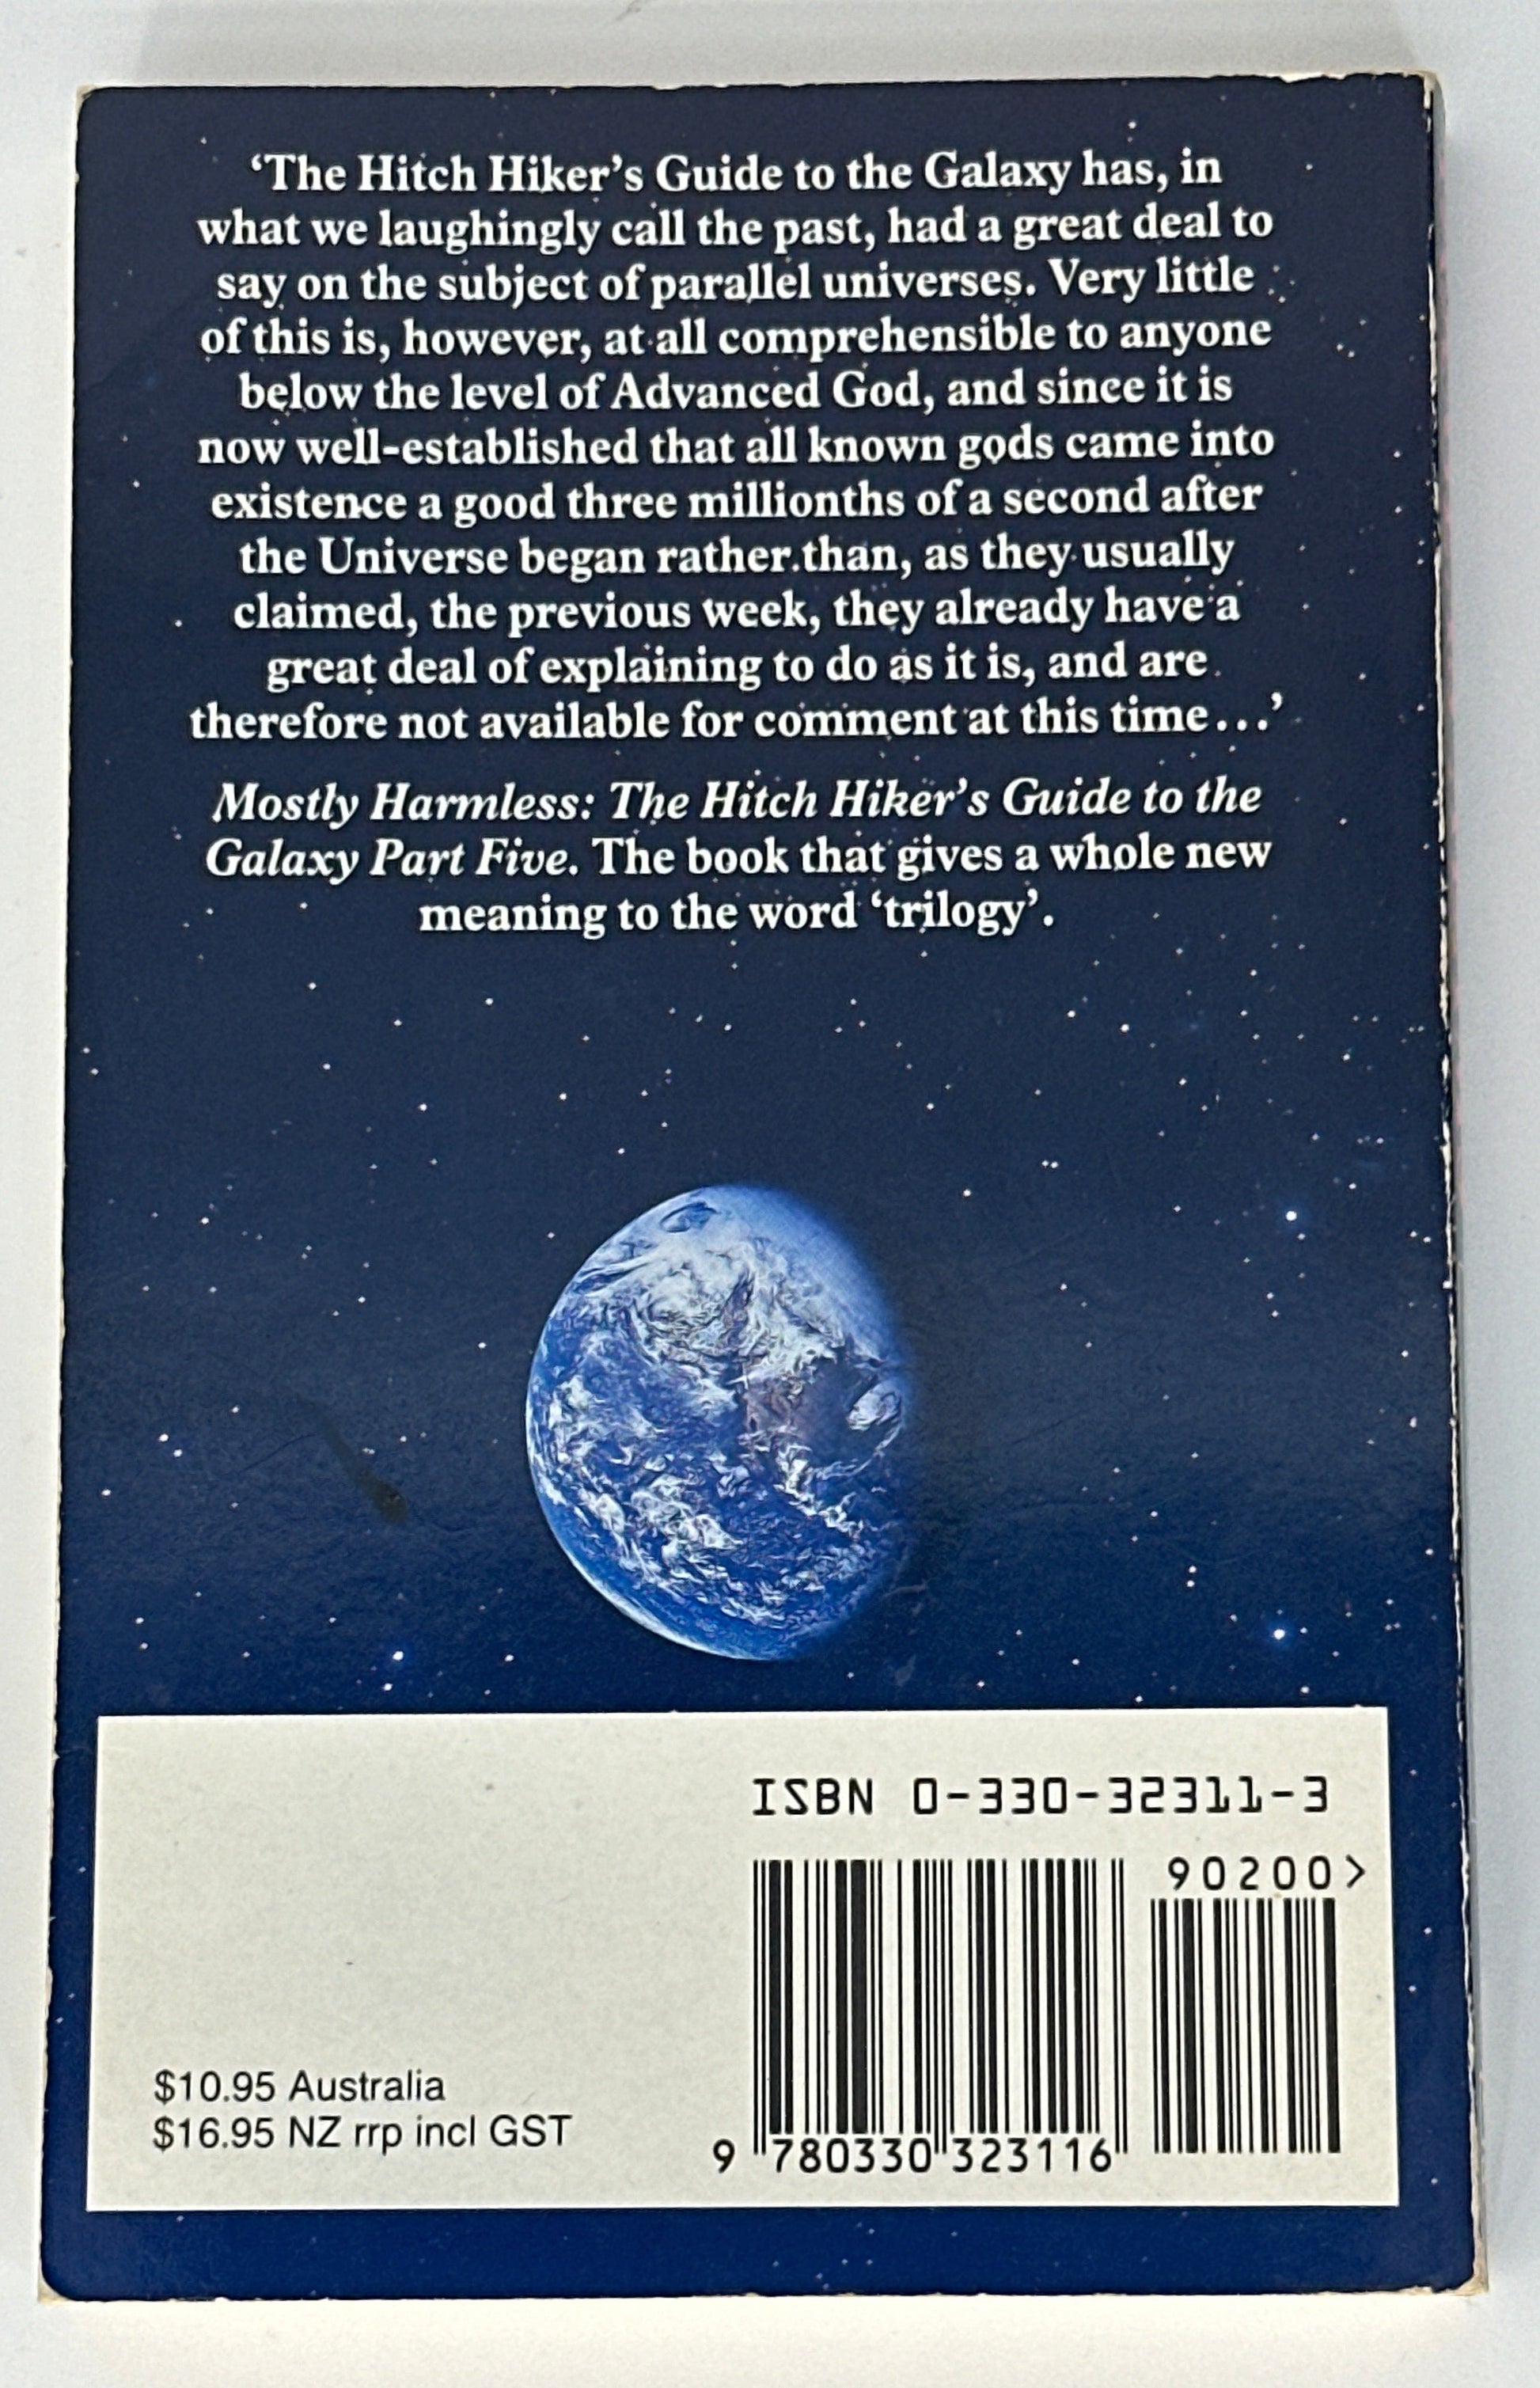 ‘The Hitch Hiker’s Guide to the Galaxy has, in
what we laughingly call the past, had a great deal to
say on the subject of parallel universes. Very little
of this is, however, at all comprehensible to anyone
below the level of Advanced God, and since it is
now well-established that all known gods came into
existence a good three millionths of a second after
the Universe began rather than, as they usually
claimed, the previous week, they already have a
great deal of explaining to do as it is, and are
therefore not available for comment at this time...’
Mostly Harmless: The Hitch Hiker’s Guide to the
Galaxy Part Five. The book that gives a whole new
meaning to the word ‘trilogy’.
ISBN 0-330-32311-3
90200>
$10.95 Australia
$16.95 NZ rrp incl GST
9 780330 323116